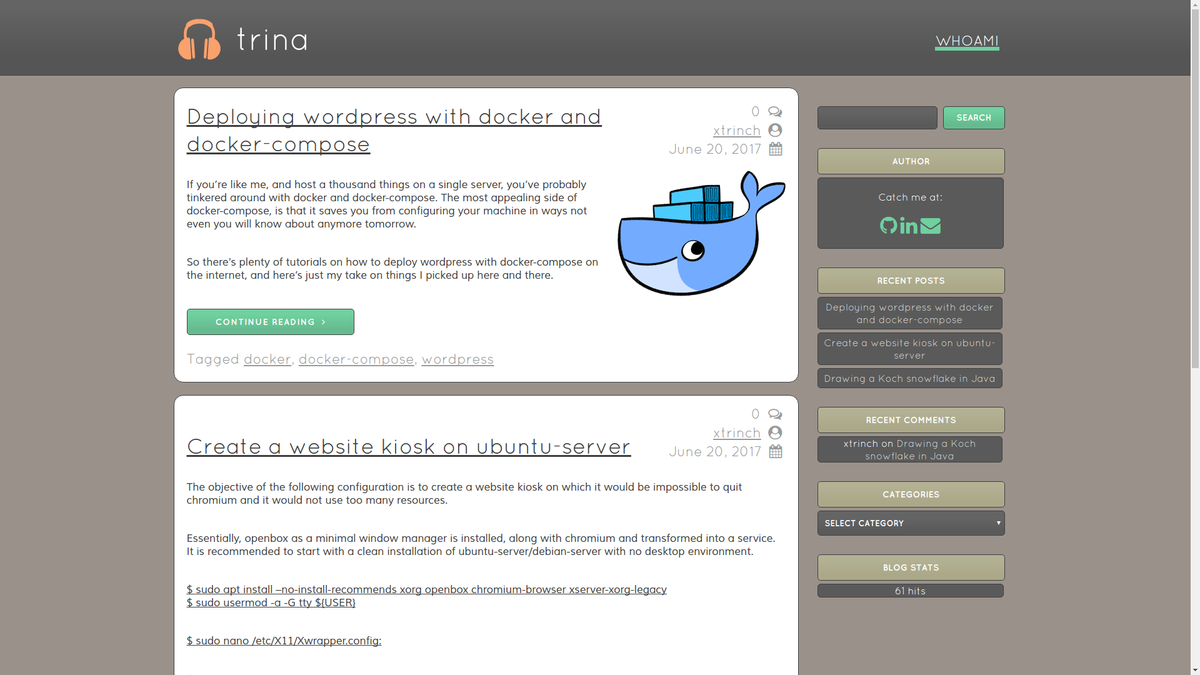 trina
WHOAMI
Deploying wordpress with docker and
docker-compose
0
xtrinch
June 20, 2017
If you're like me, and host a thousand things on a single server, you've probably
tinkered around with docker and docker-compose. The most appealing side of
docker-compose, is that it saves you from configuring your machine in ways not
even you will know about anymore tomorrow.
So there's plenty of tutorials on how to deploy wordpress with docker-compose on
the internet, and here's just my take on things I picked up here and there.
CONTINUE READING >
Tagged docker, docker-compose, wordpress
0
xtrinch
June 20, 2017
Create a website kiosk on ubuntu-server
The objective of the following configuration is to create a website kiosk on which it would be impossible to quit
chromium and it would not use too many resources.
Essentially, openbox as a minimal window manager is installed, along with chromium and transformed into a service.
It is recommended to start with a clean installation of ubuntu-server/debian-server with no desktop environment.
$ sudo apt install –no-install-recommends xorg openbox chromium-browser xserver-xorg-legacy
$ sudo usermod -a -G tty ${USER}
$ sudo nano /etc/X11/Xwrapper.config:
SEARCH
AUTHOR
Catch me at:
RECENT POSTS
Deploying wordpress with docker
and docker-compose
Create a website kiosk on ubuntu-
server
Drawing a Koch snowflake in Java
RECENT COMMENTS
xtrinch on Drawing a Koch
snowflake in Java
CATEGORIES
SELECT CATEGORY
BLOG STATS
61 hits